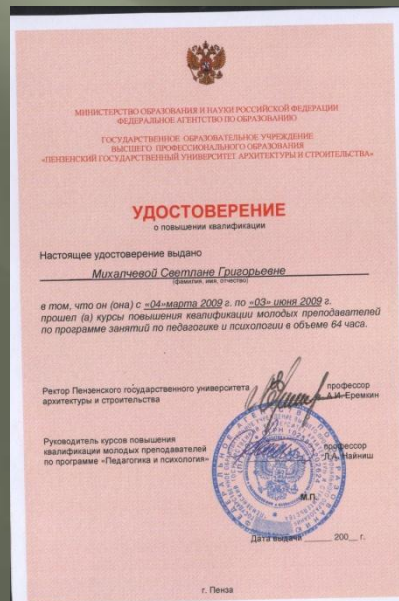 МИНИСТЕРСТВО ОБРАЗОВАНИЯ И НАУКИ РОССИЙСКОЙ ФЕДЕРАЦИИ
ФЕДЕРАЛЬНОЕ АГЕНТСТВО ПО ОБРАЗОВАНИЮ
ГОСУДАРСТВЕННОЕ ОБРАЗОВАТЕЛЬНОЕ УЧРЕЖДЕНИЕ
ВЫСШЕГО ПРОФЕССИОНАЛЬНОГО ОБРАЗОВАНИЯ
«ПЕНЗЕНСКИЙ ГОСУДАРСТВЕННЫЙ УНИВЕРСИТЕТ АРХИТЕКТУРЫ И СТРОИТЕЛЬСТВА»
УДОСТОВЕРЕНИЕ
о повышении квалификации
Настоящее удостоверение выдано
Михалчевой Светлане Григорьевне
(фамилия, имя, отчество)
в том, что он (она) с «04»марта 2009 г. по «03» июня 2009 г.
прошел (а) курсы повышения квалификации молодых преподавателей
по программе занятий по педагогике и психологии в объеме 64 часа.
Ректор Пензенского государственного университета профессор
архитектуры и строительства А.И. Еремкин
Руководитель курсов повышения
квалификации молодых преподавателей профессор
по программе «Педагогика и психология» Л.А. Найниш
М.П.
Дата выдачи ______ 200__ г.
г. Пенза